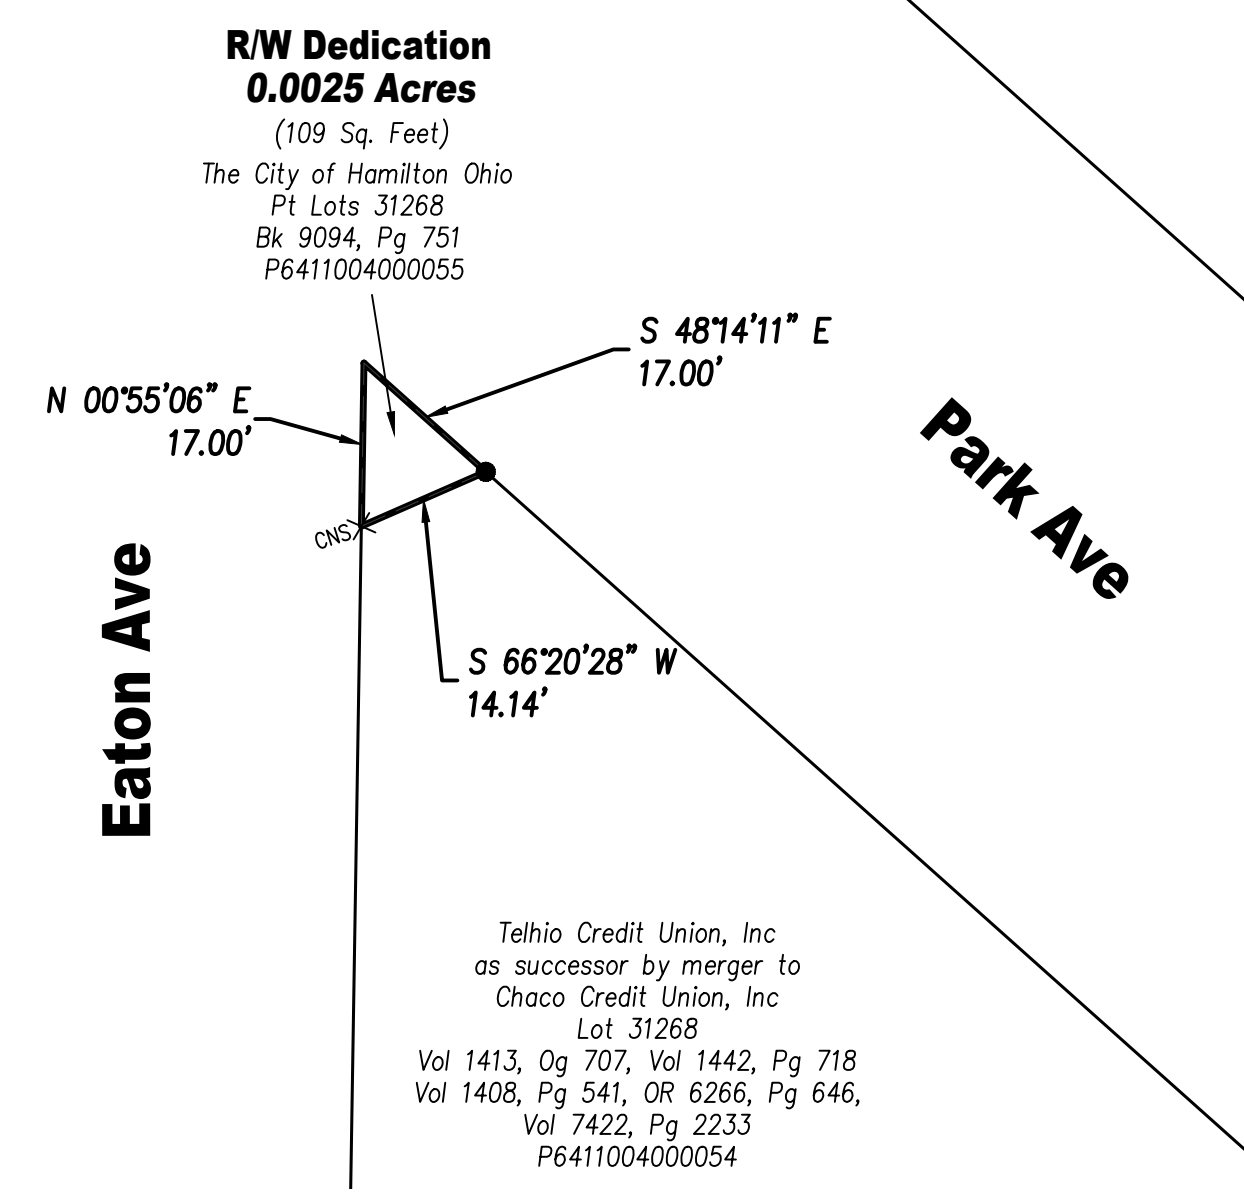 R/W Dedication
0.0025 Acres
(109 Sq. Feet)
The City of Hamilton Ohio
Pt Lots 31268
Bk 9094, Pg 751
P6411004000055
S 48°14'11" E
17.00'
N 00°55'06" E
17.00'
CNS
Park Ave
Eaton Ave
S 66°20'28" W
14.14'
Telhio Credit Union, Inc
as successor by merger to
Chaco Credit Union, Inc
Lot 31268
Vol 1413, Og 707, Vol 1442, Pg 718
Vol 1408, Pg 541, OR 6266, Pg 646,
Vol 7422, Pg 2233
P6411004000054